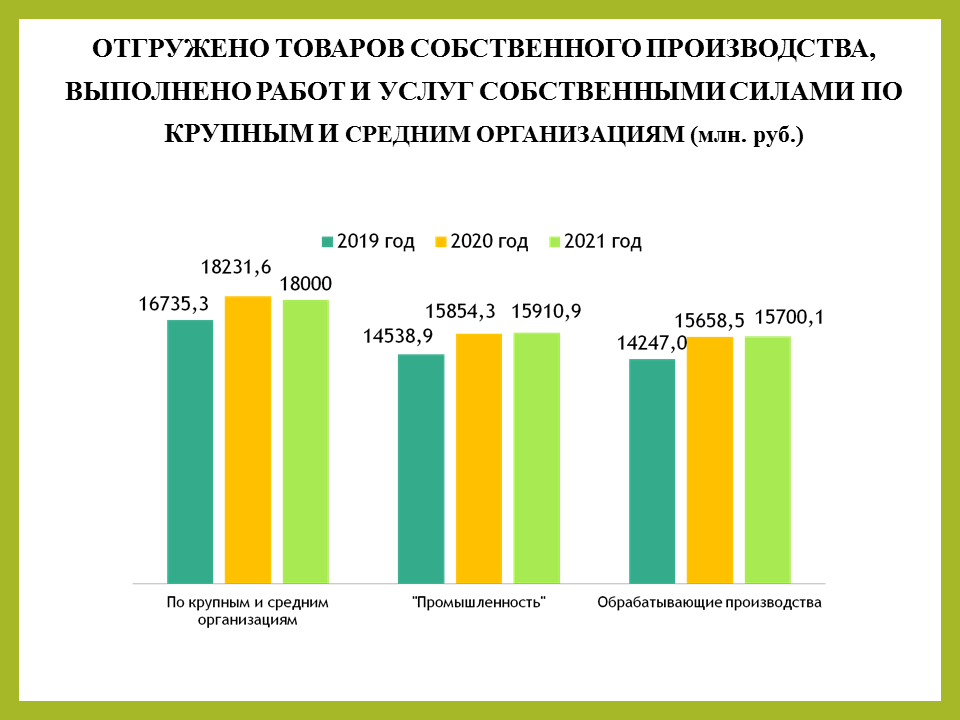 ОТГРУЖЕНО ТОВАРОВ СОБСТВЕННОГО ПРОИЗВОДСТВА,
ВЫПОЛНЕНО РАБОТ И УСЛУГ СОБСТВЕННЫМИ СИЛАМИ ПО
КРУПНЫМ И СРЕДНИМ ОРГАНИЗАЦИЯМ (млн. руб.)
2019 год 2020 год 2021 год
16735,3 18231,6 18000
14538,9 15854,3 15910,9
14247,0 15658,5 15700,1
По крупным и средним
организациям
"Промышленность"
Обрабатывающие производства